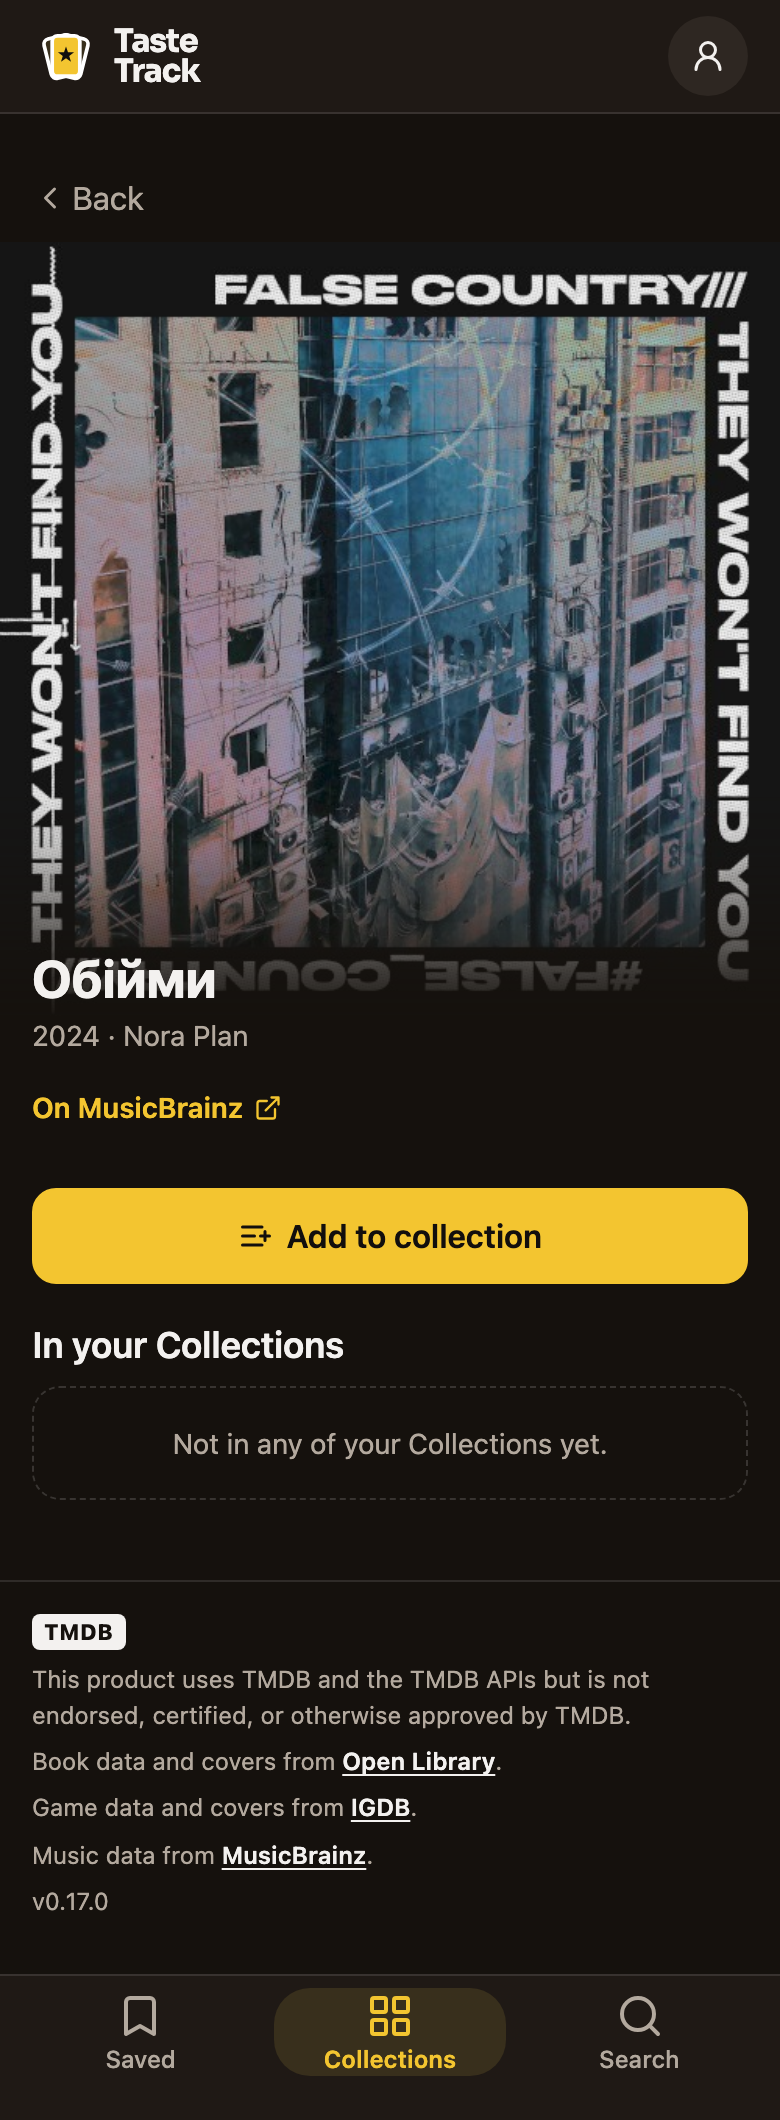 Taste
Track
Back
FALSE COUNTRY///
THEY WON'T FIND YOU
THEY WON'T FIND YOU
#FALSE_COUNT
Обійми
2024 · Nora Plan
On MusicBrainz
Add to collection
In your Collections
Not in any of your Collections yet.
TMDB
This product uses TMDB and the TMDB APIs but is not
endorsed, certified, or otherwise approved by TMDB.
Book data and covers from Open Library.
Game data and covers from IGDB.
Music data from MusicBrainz.
v0.17.0
Saved
Collections
Search